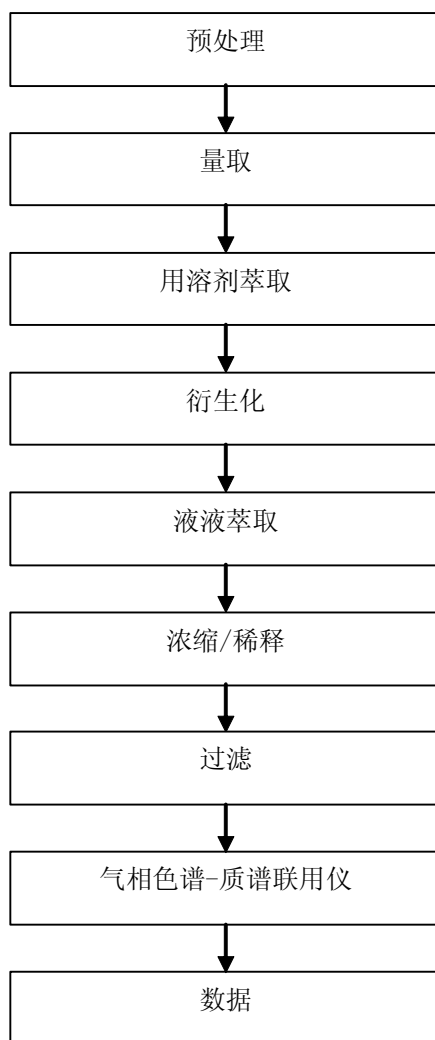 预处理
量取
用溶剂萃取
衍生化
液液萃取
浓缩/稀释
过滤
气相色谱-质谱联用仪
数据